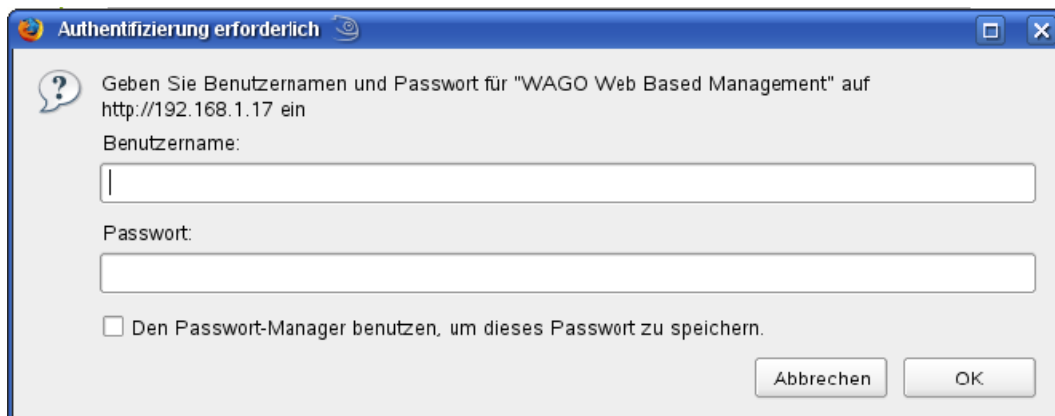 Authentifizierung erforderlich
Geben Sie Benutzernamen und Passwort für "WAGO Web Based Management" auf
http://192.168.1.17 ein
Benutzername:
Passwort:
Den Passwort-Manager benutzen, um dieses Passwort zu speichern.
Abbrechen OK